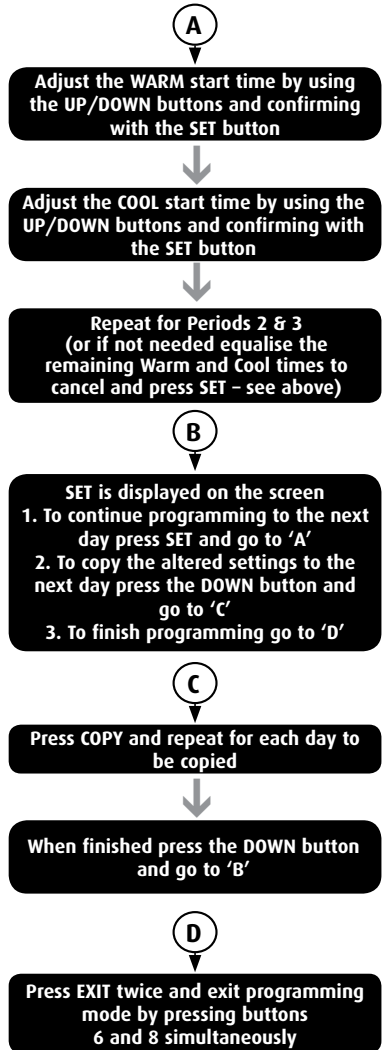 A
Adjust the WARM start time by using
the UP/DOWN buttons and confirming
with the SET button
Adjust the COOL start time by using the
UP/DOWN buttons and confirming with
the SET button
Repeat for Periods 2 & 3
(or if not needed equalise the
remaining Warm and Cool times to
cancel and press SET – see above)
B
SET is displayed on the screen
1. To continue programming to the next
day press SET and go to ‘A’
2. To copy the altered settings to the
next day press the DOWN button and
go to ‘C’
3. To finish programming go to ‘D’
C
Press COPY and repeat for each day to
be copied
When finished press the DOWN button
and go to ‘B’
D
Press EXIT twice and exit programming
mode by pressing buttons
6 and 8 simultaneously